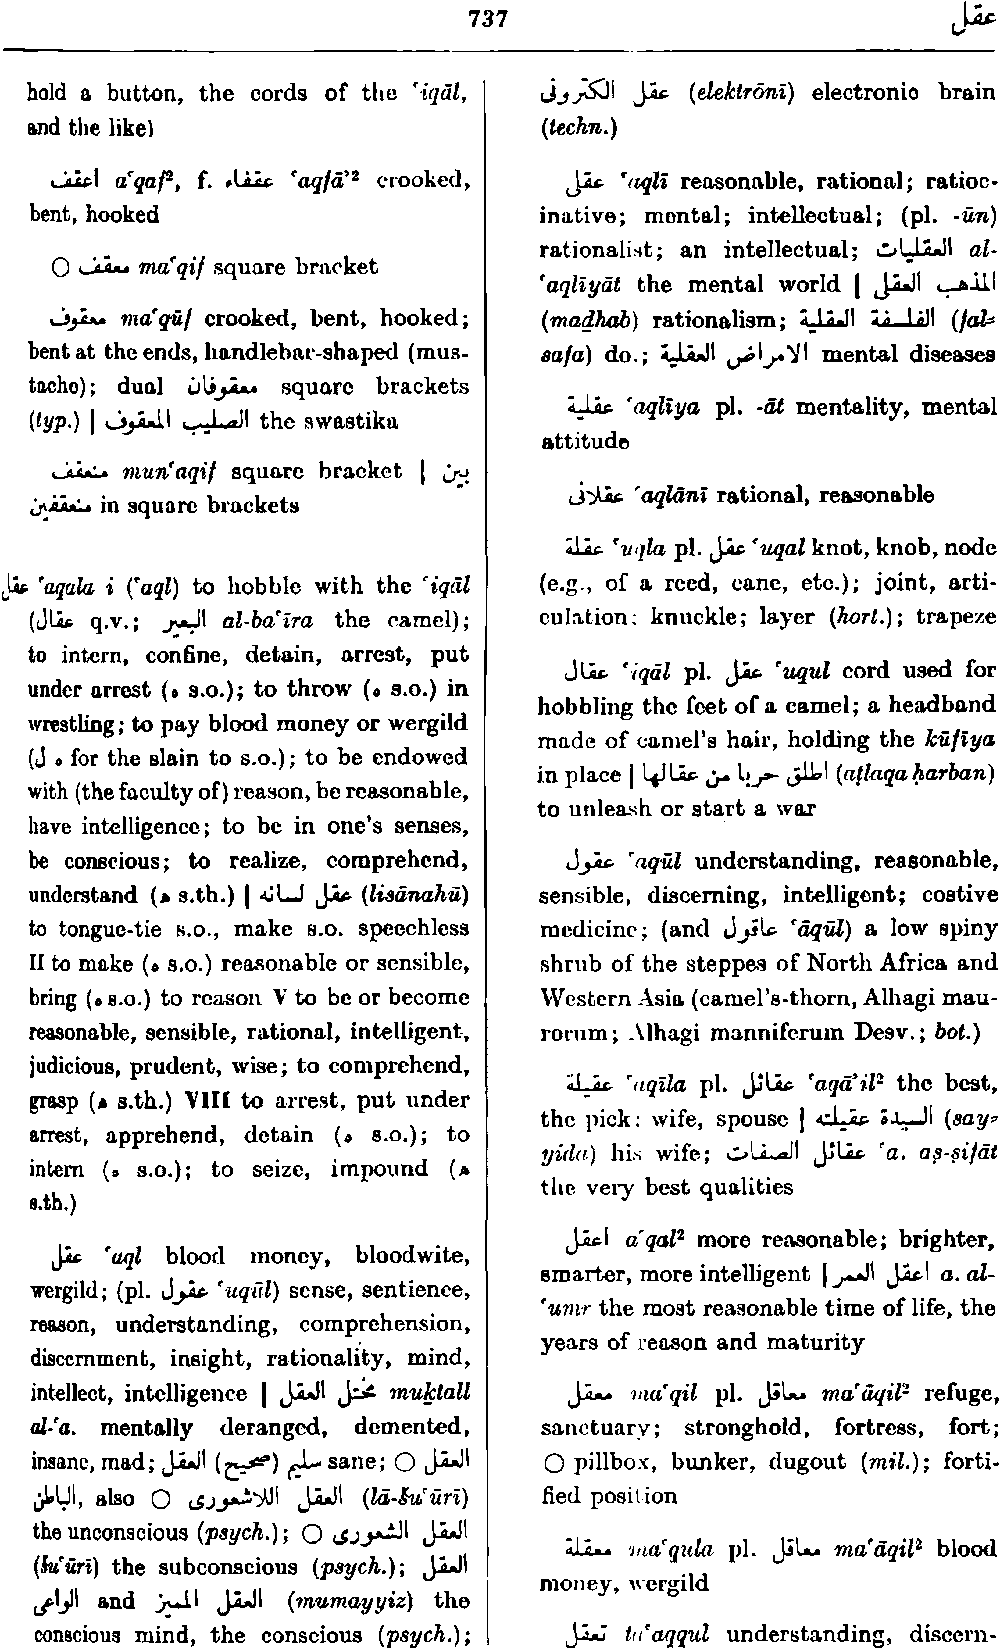 737
عقل
hold a button, the cords of the ʿiqāl,
and the like)
اعقف aʿqaf², f. عقفاء ʿaqfāʾ² crooked,
bent, hooked
○ معقف maʿqif square bracket
معقوف maʿqūf crooked, bent, hooked;
bent at the ends, handlebar-shaped (mus-
tache); dual معقوفان square brackets
(typ.) | الصليب المعقوف the swastika
منعقف munʿaqif square bracket | بين
منعقفين in square brackets
عقل ʿaqala i (ʿaql) to hobble with the ʿiqāl
(عقال q.v.; البعير al-baʿīra the camel);
to intern, confine, detain, arrest, put
under arrest (ه s.o.); to throw (ه s.o.) in
wrestling; to pay blood money or wergild
(ل ه for the slain to s.o.); to be endowed
with (the faculty of) reason, be reasonable,
have intelligence; to be in one's senses,
be conscious; to realize, comprehend,
understand (ه s.th.) | عقل لسانه (lisānahū)
to tongue-tie s.o., make s.o. speechless
II to make (ه s.o.) reasonable or sensible,
bring (ه s.o.) to reason V to be or become
reasonable, sensible, rational, intelligent,
judicious, prudent, wise; to comprehend,
grasp (ه s.th.) VIII to arrest, put under
arrest, apprehend, detain (ه s.o.); to
intern (ه s.o.); to seize, impound (ه
s.th.)
عقل ʿaql blood money, bloodwite,
wergild; (pl. عقول ʿuqūl) sense, sentience,
reason, understanding, comprehension,
discernment, insight, rationality, mind,
intellect, intelligence | مختل العقل muḵtall
al-ʿa. mentally deranged, demented,
insane, mad; سليم (صحيح) العقل sane; ○ العقل
الباطن, also ○ العقل اللاشعورى (lā-šuʿūrī)
the unconscious (psych.); ○ العقل الشعورى
(šuʿūrī) the subconscious (psych.); العقل
الواعى and العقل المميز (mumayyiz) the
conscious mind, the conscious (psych.);
عقل الكترونى (elektrōnī) electronic brain
(techn.)
عقلى ʿaqlī reasonable, rational; ratioc-
inative; mental; intellectual; (pl. -ūn)
rationalist; an intellectual; العقليات al-
ʿaqlīyāt the mental world | المذهب العقلى
(maḏhab) rationalism; الفلسفة العقلية (fal-
safa) do.; الامراض العقلية mental diseases
عقلية ʿaqlīya pl. -āt mentality, mental
attitude
عقلانى ʿaqlānī rational, reasonable
عقلة ʿuqla pl. عقل ʿuqal knot, knob, node
(e.g., of a reed, cane, etc.); joint, arti-
culation; knuckle; layer (hort.); trapeze
عقال ʿiqāl pl. عقل ʿuqul cord used for
hobbling the feet of a camel; a headband
made of camel's hair, holding the kūfīya
in place | اطلق حربا من عقالها (aṭlaqa ḥarban)
to unleash or start a war
عقول ʿaqūl understanding, reasonable,
sensible, discerning, intelligent; costive
medicine; (and عاقول ʿāqūl) a low spiny
shrub of the steppes of North Africa and
Western Asia (camel's-thorn, Alhagi mau-
rorum; Alhagi manniferum Desv.; bot.)
عقيلة ʿaqīla pl. عقائل ʿaqāʾil² the best,
the pick; wife, spouse | السيدة عقيلته (say-
yida) his wife; عقائل الصفات ʿa. aṣ-ṣifāt
the very best qualities
اعقل aʿqal² more reasonable; brighter,
smarter, more intelligent | اعقل العمر a. al-
ʿumr the most reasonable time of life, the
years of reason and maturity
معقل maʿqil pl. معاقل maʿāqil² refuge,
sanctuary; stronghold, fortress, fort;
○ pillbox, bunker, dugout (mil.); forti-
fied position
معقلة maʿqula pl. معاقل maʿāqil² blood
money, wergild
تعقل taʿaqqul understanding, discern-